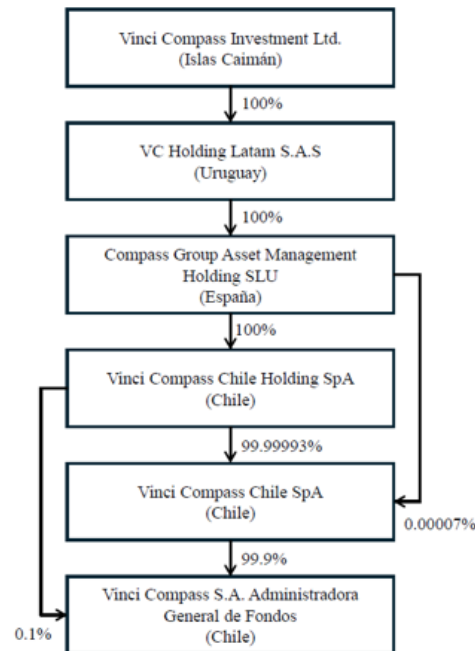 Vinci Compass Investment Ltd.
(Islas Caimán)
100%
VC Holding Latam S.A.S
(Uruguay)
100%
Compass Group Asset Management
Holding SLU
(España)
100%
Vinci Compass Chile Holding SpA
(Chile)
99.99993%
Vinci Compass Chile SpA
(Chile)
0.00007%
99.9%
Vinci Compass S.A. Administradora
General de Fondos
(Chile)
0.1%